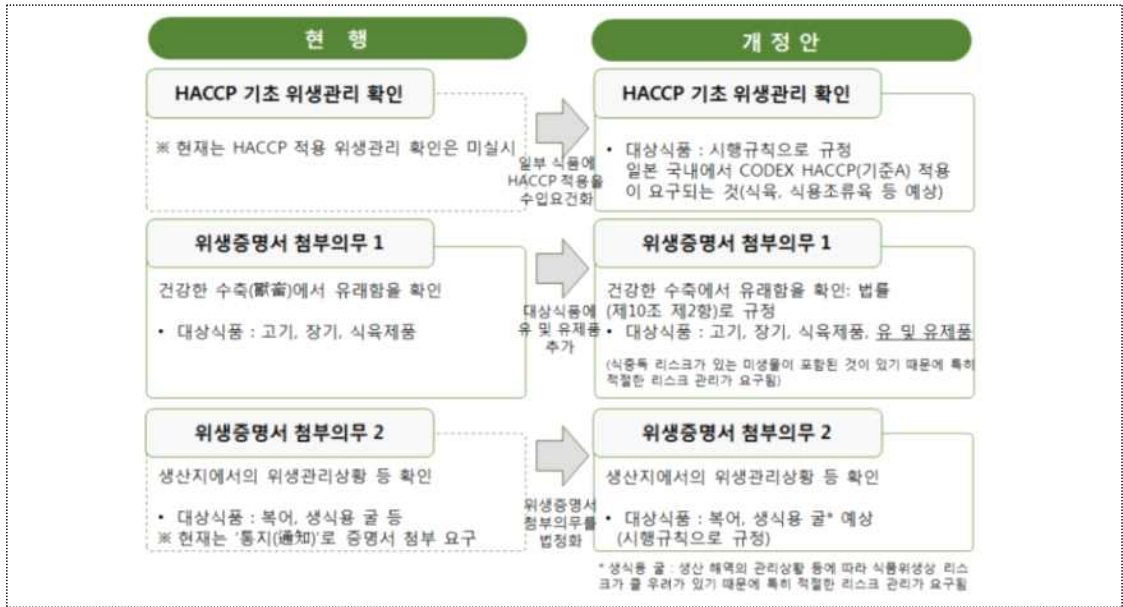 현 행
개 정 안
HACCP 기초 위생관리 확인
※ 현재는 HACCP 적용 위생관리 확인은 미실시
일부 식품에
HACCP 적용을
수입요건화
HACCP 기초 위생관리 확인
• 대상식품 : 시행규칙으로 규정
일본 국내에서 CODEX HACCP(기준A) 적용
이 요구되는 것(식육, 식용조류육 등 예상)
위생증명서 첨부의무 1
건강한 수축(獸畜)에서 유래함을 확인
• 대상식품 : 고기, 장기, 식육제품
대상식품에
유 및 유제품
추가
위생증명서 첨부의무 1
건강한 수축에서 유래함을 확인: 법률
(제10조 제2항)로 규정
• 대상식품 : 고기, 장기, 식육제품, 유 및 유제품
(식중독 리스크가 있는 미생물이 포함된 것이 있기 때문에 특히
적절한 리스크 관리가 요구됨)
위생증명서 첨부의무 2
생산지에서의 위생관리상황 등 확인
• 대상식품 : 복어, 생식용 굴 등
※ 현재는 '통지(通知)'로 증명서 첨부 요구
위생증명서
첨부의무를
법정화
위생증명서 첨부의무 2
생산지에서의 위생관리상황 등 확인
• 대상식품 : 복어, 생식용 굴* 예상
(시행규칙으로 규정)
* 생식용 굴 : 생산 해역의 관리상황 등에 따라 식품위생상 리스
크가 클 우려가 있기 때문에 특히 적절한 리스크 관리가 요구됨